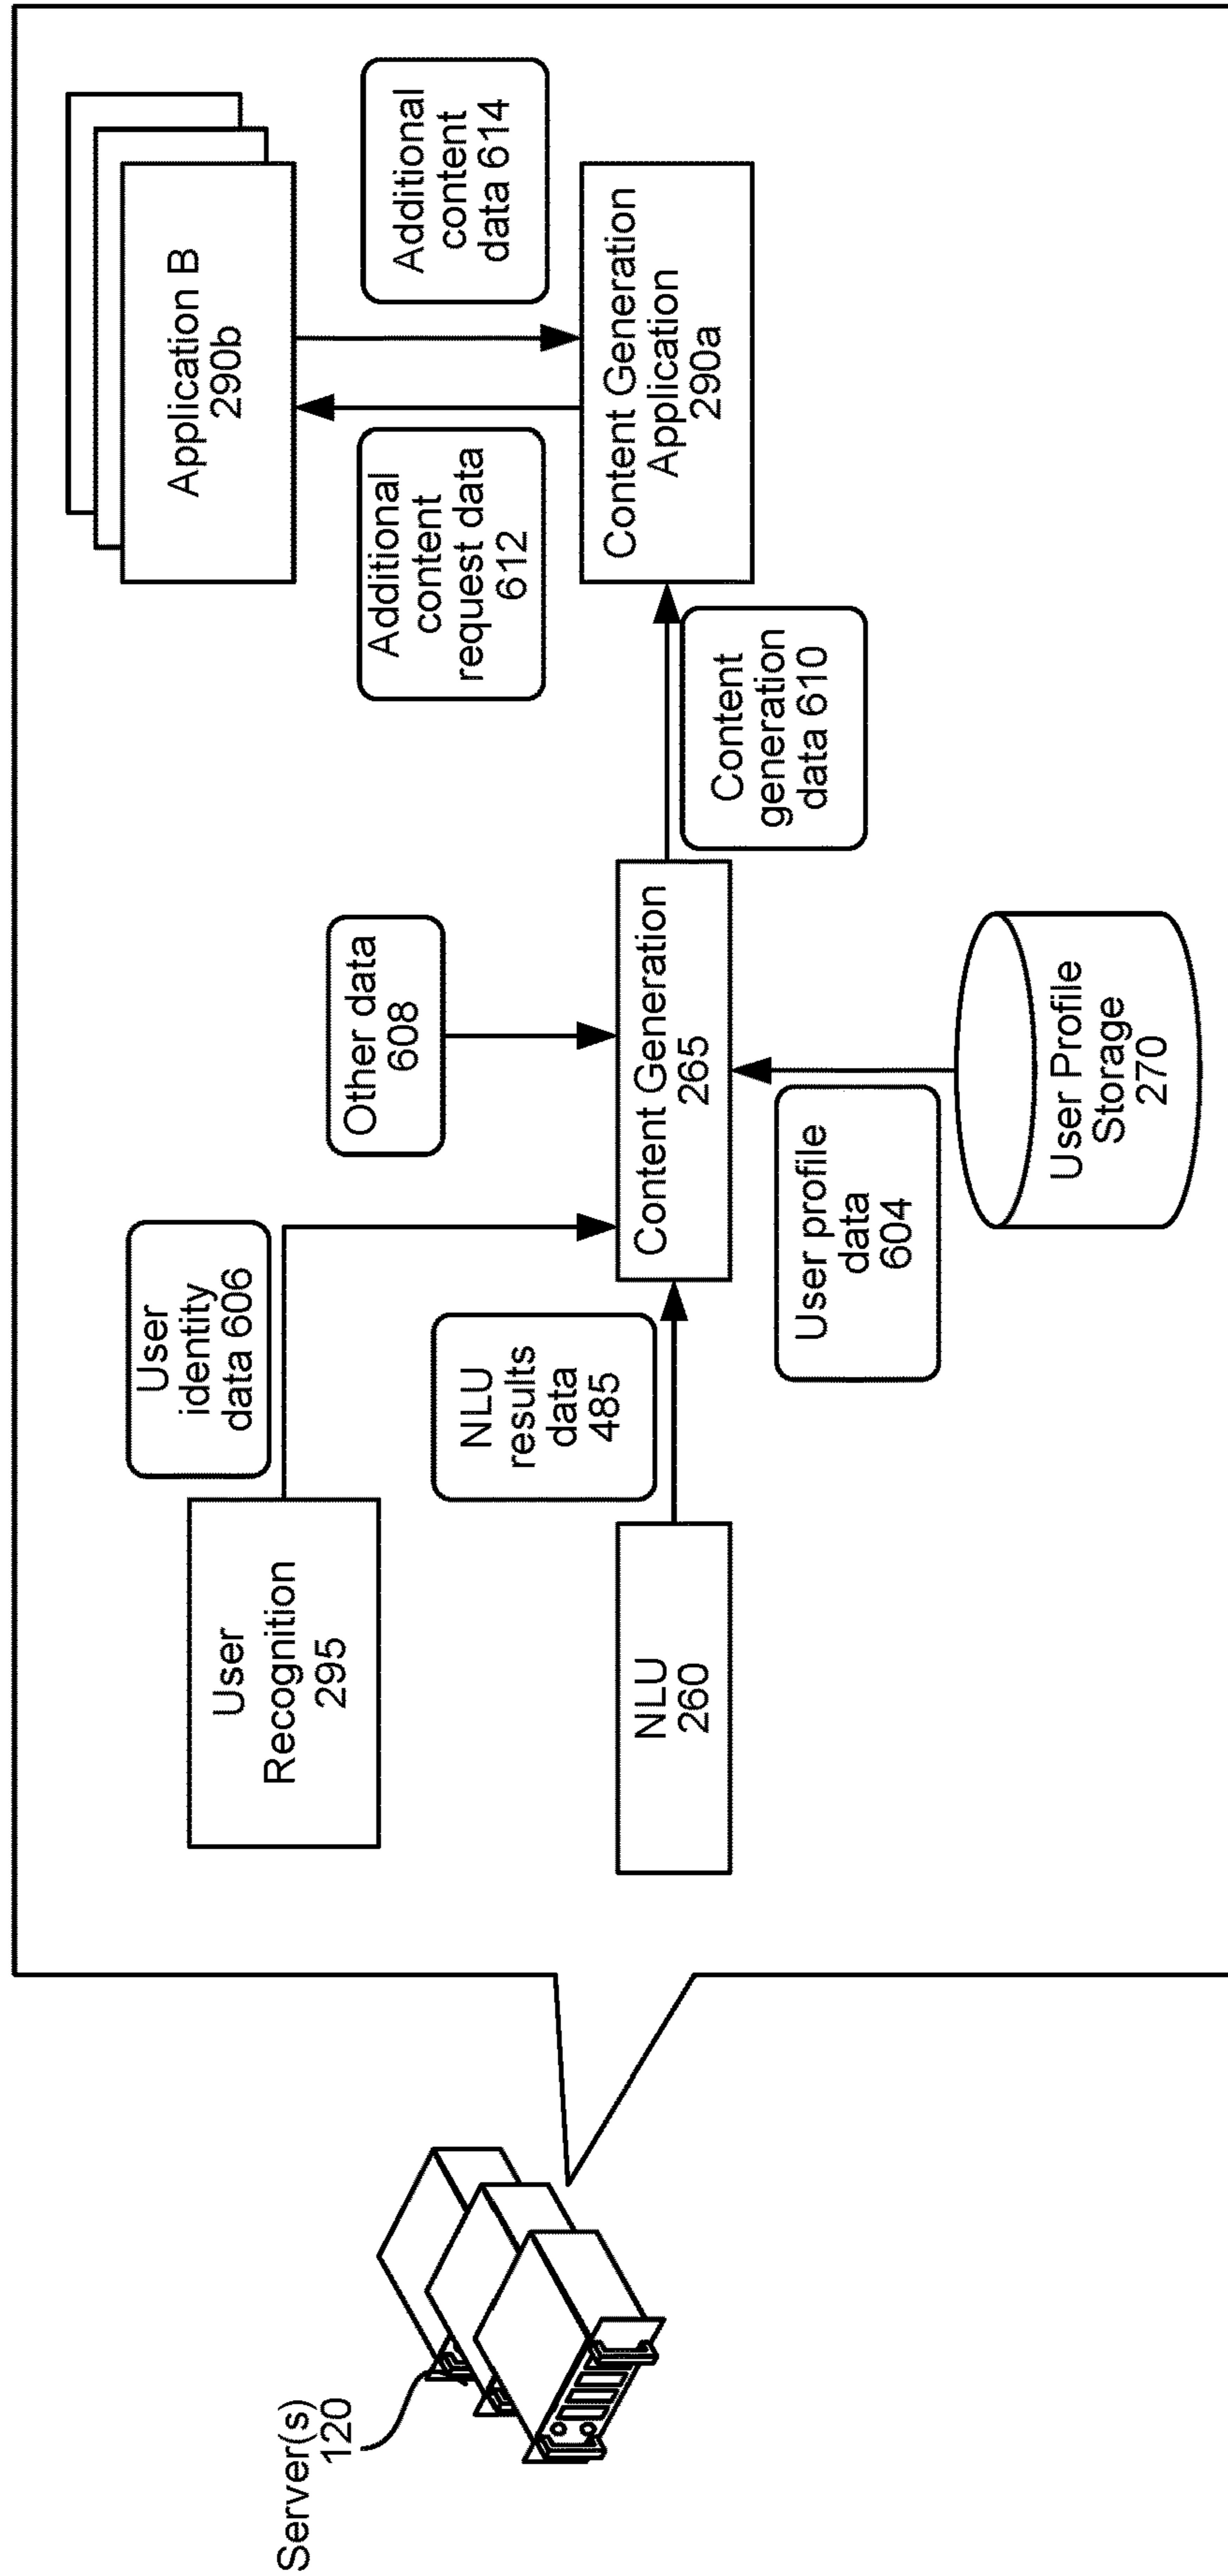 Server(s)
120
User
Recognition
295
User
identity
data 606
NLU
260
NLU
results
data
485
Other data
608
Content Generation
265
User profile
data
604
User Profile
Storage
270
Content
generation
data 610
Application B
290b
Additional
content
request data
612
Additional
content
data 614
Content Generation
Application
290a